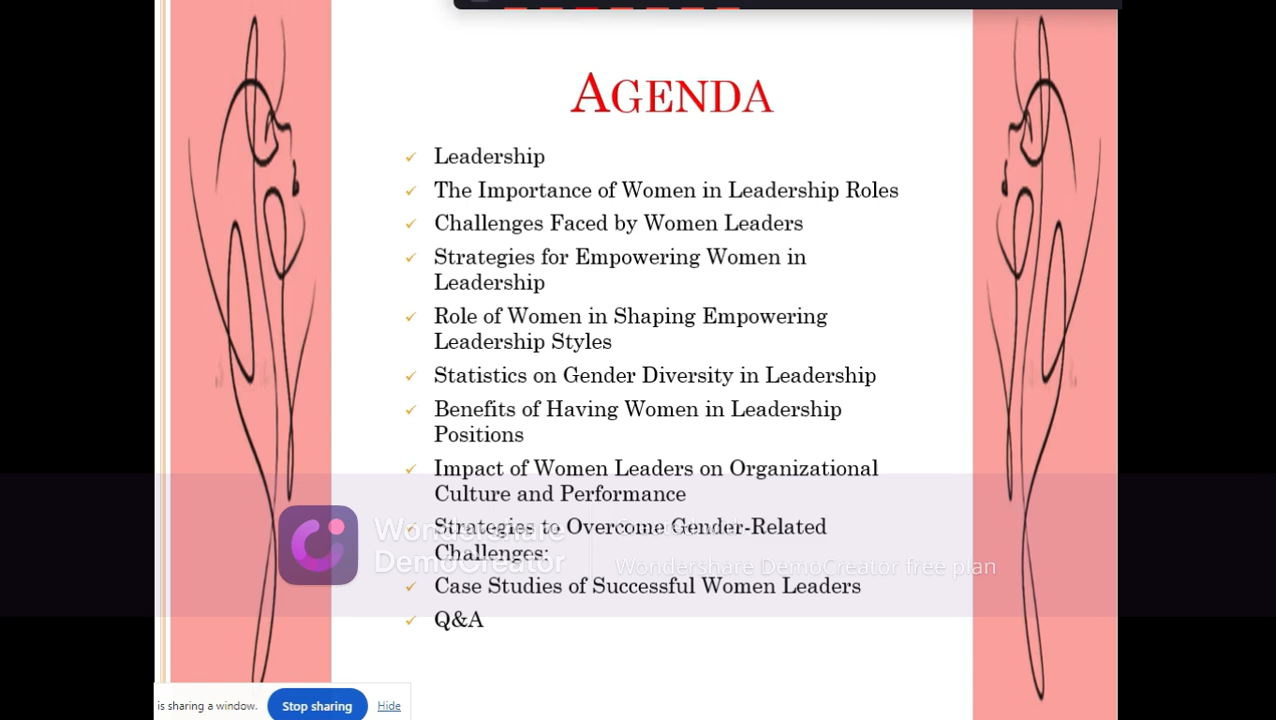 AGENDA
✓ Leadership
✓ The Importance of Women in Leadership Roles
✓ Challenges Faced by Women Leaders
✓ Strategies for Empowering Women in
Leadership
✓ Role of Women in Shaping Empowering
Leadership Styles
✓ Statistics on Gender Diversity in Leadership
✓ Benefits of Having Women in Leadership
Positions
✓ Impact of Women Leaders on Organizational
Culture and Performance
✓ Strategies to Overcome Gender-Related
Challenges:
✓ Case Studies of Successful Women Leaders
✓ Q&A
Wondershare
DemoCreator
Wondershare DemoCreator free plan
is sharing a window. Stop sharing Hide